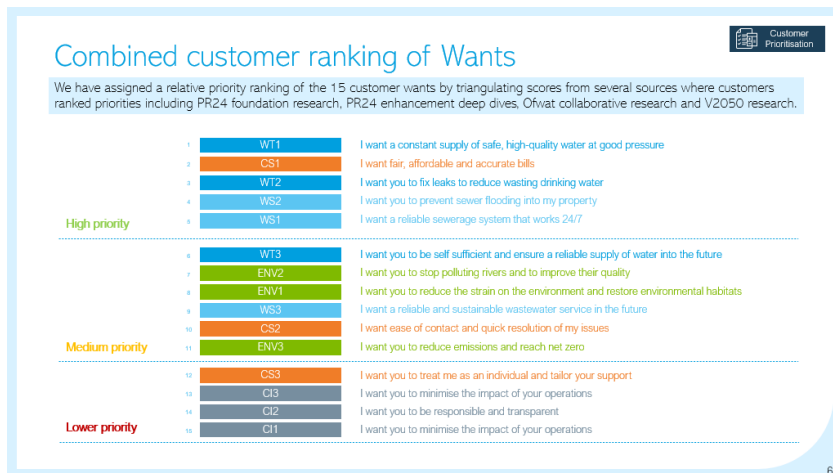 Customer
Prioritisation
Combined customer ranking of Wants
We have assigned a relative priority ranking of the 15 customer wants by triangulating scores from several sources where customers
ranked priorities including PR24 foundation research, PR24 enhancement deep dives, Ofwat collaborative research and V2050 research.
1 WT1 I want a constant supply of safe, high-quality water at good pressure
2 CS1 I want fair, affordable and accurate bills
3 WT2 I want you to fix leaks to reduce wasting drinking water
4 WS2 I want you to prevent sewer flooding into my property
High priority 5 WS1 I want a reliable sewerage system that works 24/7
6 WT3 I want you to be self sufficient and ensure a reliable supply of water into the future
7 ENV2 I want you to stop polluting rivers and to improve their quality
8 ENV1 I want you to reduce the strain on the environment and restore environmental habitats
9 WS3 I want a reliable and sustainable wastewater service in the future
10 CS2 I want ease of contact and quick resolution of my issues
Medium priority 11 ENV3 I want you to reduce emissions and reach net zero
12 CS3 I want you to treat me as an individual and tailor your support
13 CI3 I want you to minimise the impact of your operations
14 CI2 I want you to be responsible and transparent
Lower priority 15 CI1 I want you to minimise the impact of your operations
6